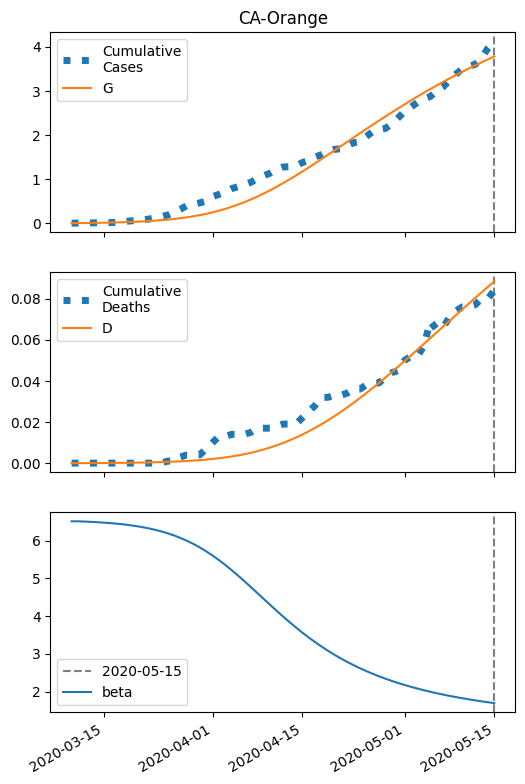 CA-Orange
4
3
2
1
0
Cumulative
Cases
G
0.08
0.06
0.04
0.02
0.00
Cumulative
Deaths
D
6
5
4
3
2
2020-05-15
beta
2020-03-15
2020-04-01
2020-04-15
2020-05-01
2020-05-15